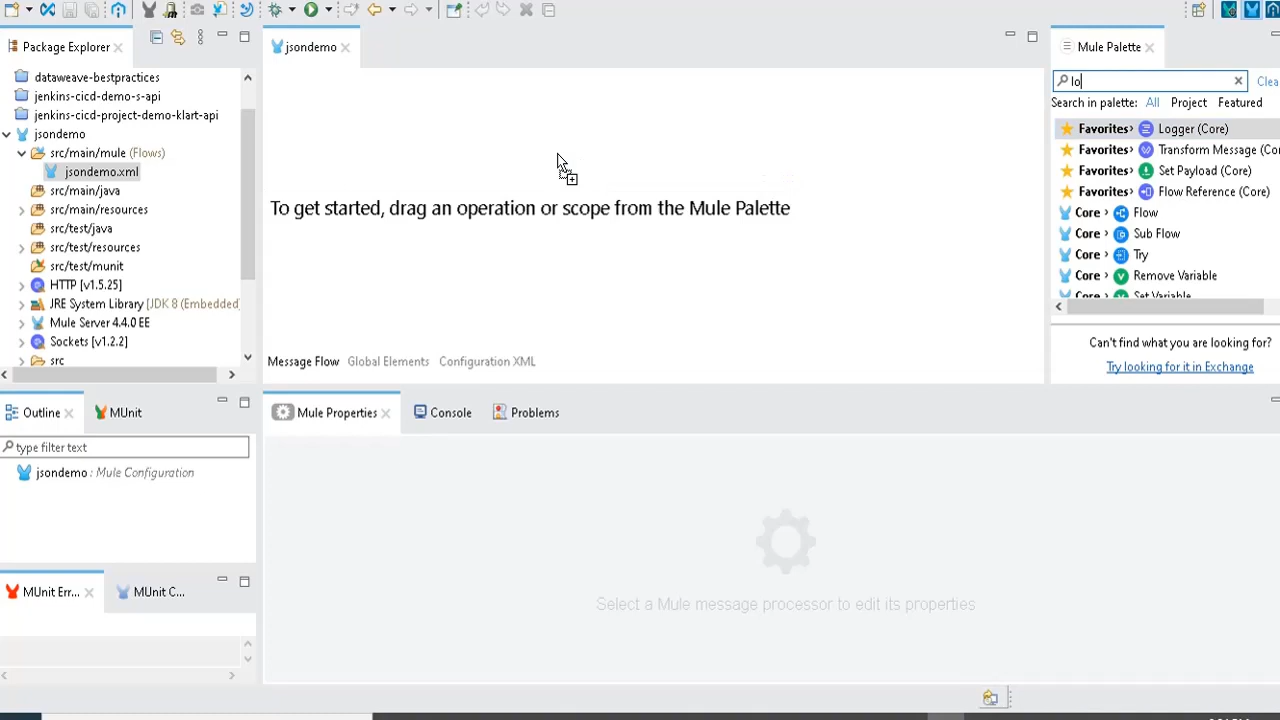 Package Explorer
jsondemo
Mule Palette
dataweave-bestpractices
jenkins-cicd-demo-s-api
jenkins-cicd-project-demo-klart-api
jsondemo
src/main/mule (Flows)
jsondemo.xml
src/main/java
src/main/resources
src/test/java
src/test/resources
src/test/munit
HTTP [v1.5.25]
JRE System Library [JDK 8 (Embedded)
Mule Server 4.4.0 EE
Sockets [v1.2.2]
src
To get started, drag an operation or scope from the Mule Palette
Message Flow Global Elements Configuration XML
lo
Clea
Search in palette: All Project Featured
Favorites> Logger (Core)
Favorites> Transform Message (Cor
Favorites> Set Payload (Core)
Favorites> Flow Reference (Core)
Core > Flow
Core > Sub Flow
Core > Try
Core > Remove Variable
Core > Set Variable
Can't find what you are looking for?
Try looking for it in Exchange
Outline MUnit
type filter text
jsondemo : Mule Configuration
MUnit Err... MUnit C...
Mule Properties Console Problems
Select a Mule message processor to edit its properties